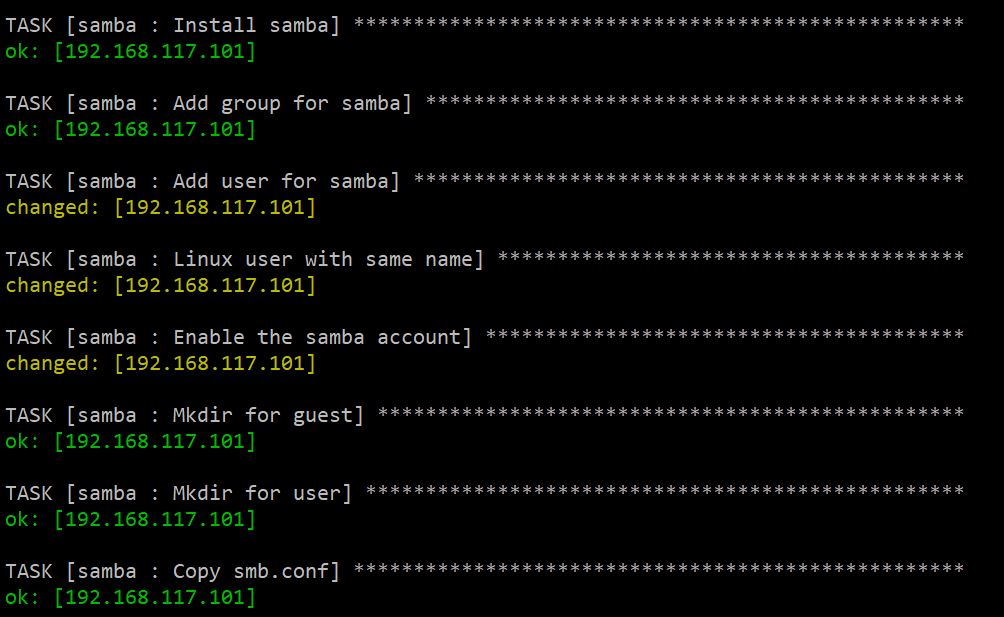 TASK [samba : Install samba] ***************************************************
ok: [192.168.117.101]
TASK [samba : Add group for samba] *********************************************
ok: [192.168.117.101]
TASK [samba : Add user for samba] **********************************************
changed: [192.168.117.101]
TASK [samba : Linux user with same name] ***************************************
changed: [192.168.117.101]
TASK [samba : Enable the samba account] ****************************************
changed: [192.168.117.101]
TASK [samba : Mkdir for guest] *************************************************
ok: [192.168.117.101]
TASK [samba : Mkdir for user] **************************************************
ok: [192.168.117.101]
TASK [samba : Copy smb.conf] ***************************************************
ok: [192.168.117.101]